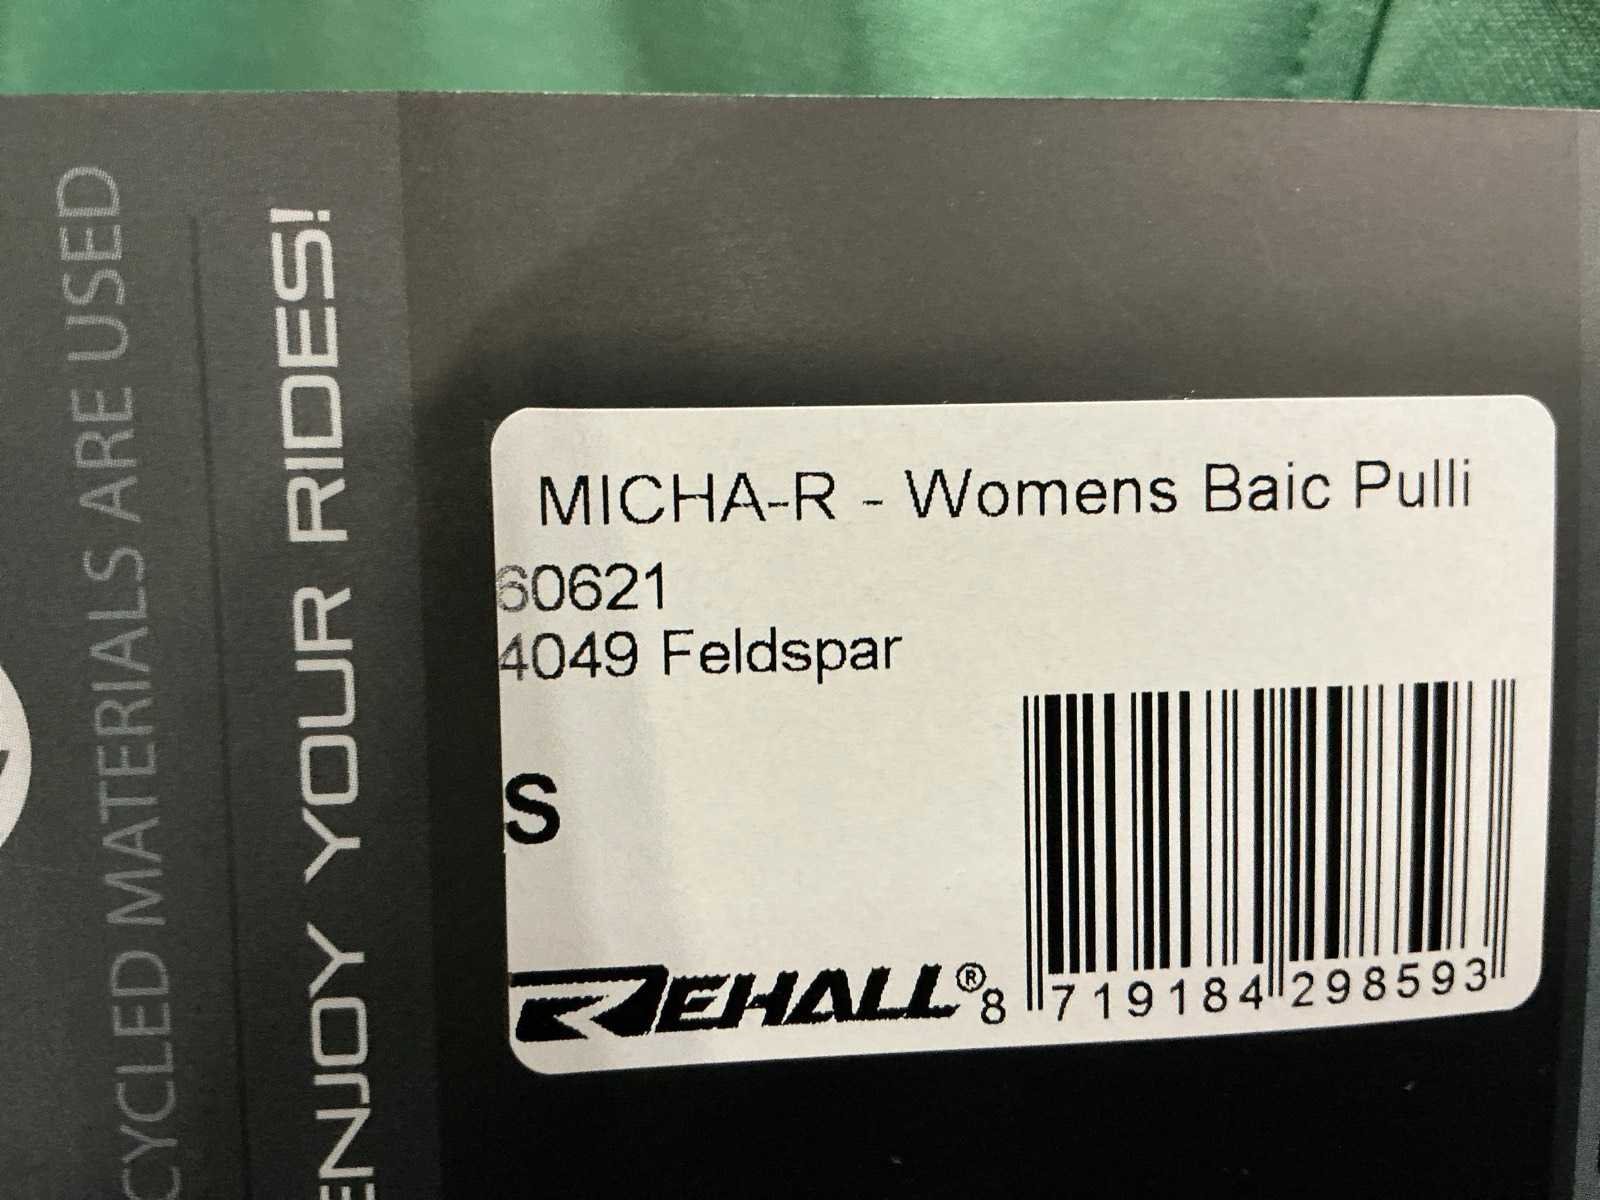 CYCLED MATERIALS ARE USED
ENJOY YOUR RIDES!
MICHA-R - Womens Baic Pulli
60621
4049 Feldspar
S
REHALL®
8 719184 298593